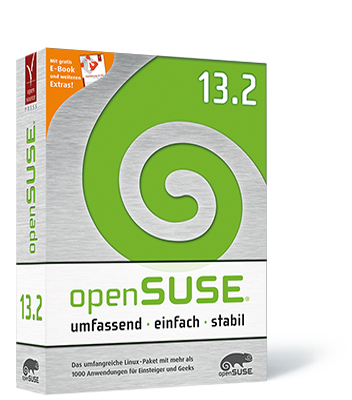 Mit gratis
E-Book
und weiteren
Extras!
13.2
openSUSE®
umfassend · einfach · stabil
Das umfangreiche Linux-Paket mit mehr als
1000 Anwendungen für Einsteiger und Geeks
openSUSE
openSUSE.
13.2
openSUSE